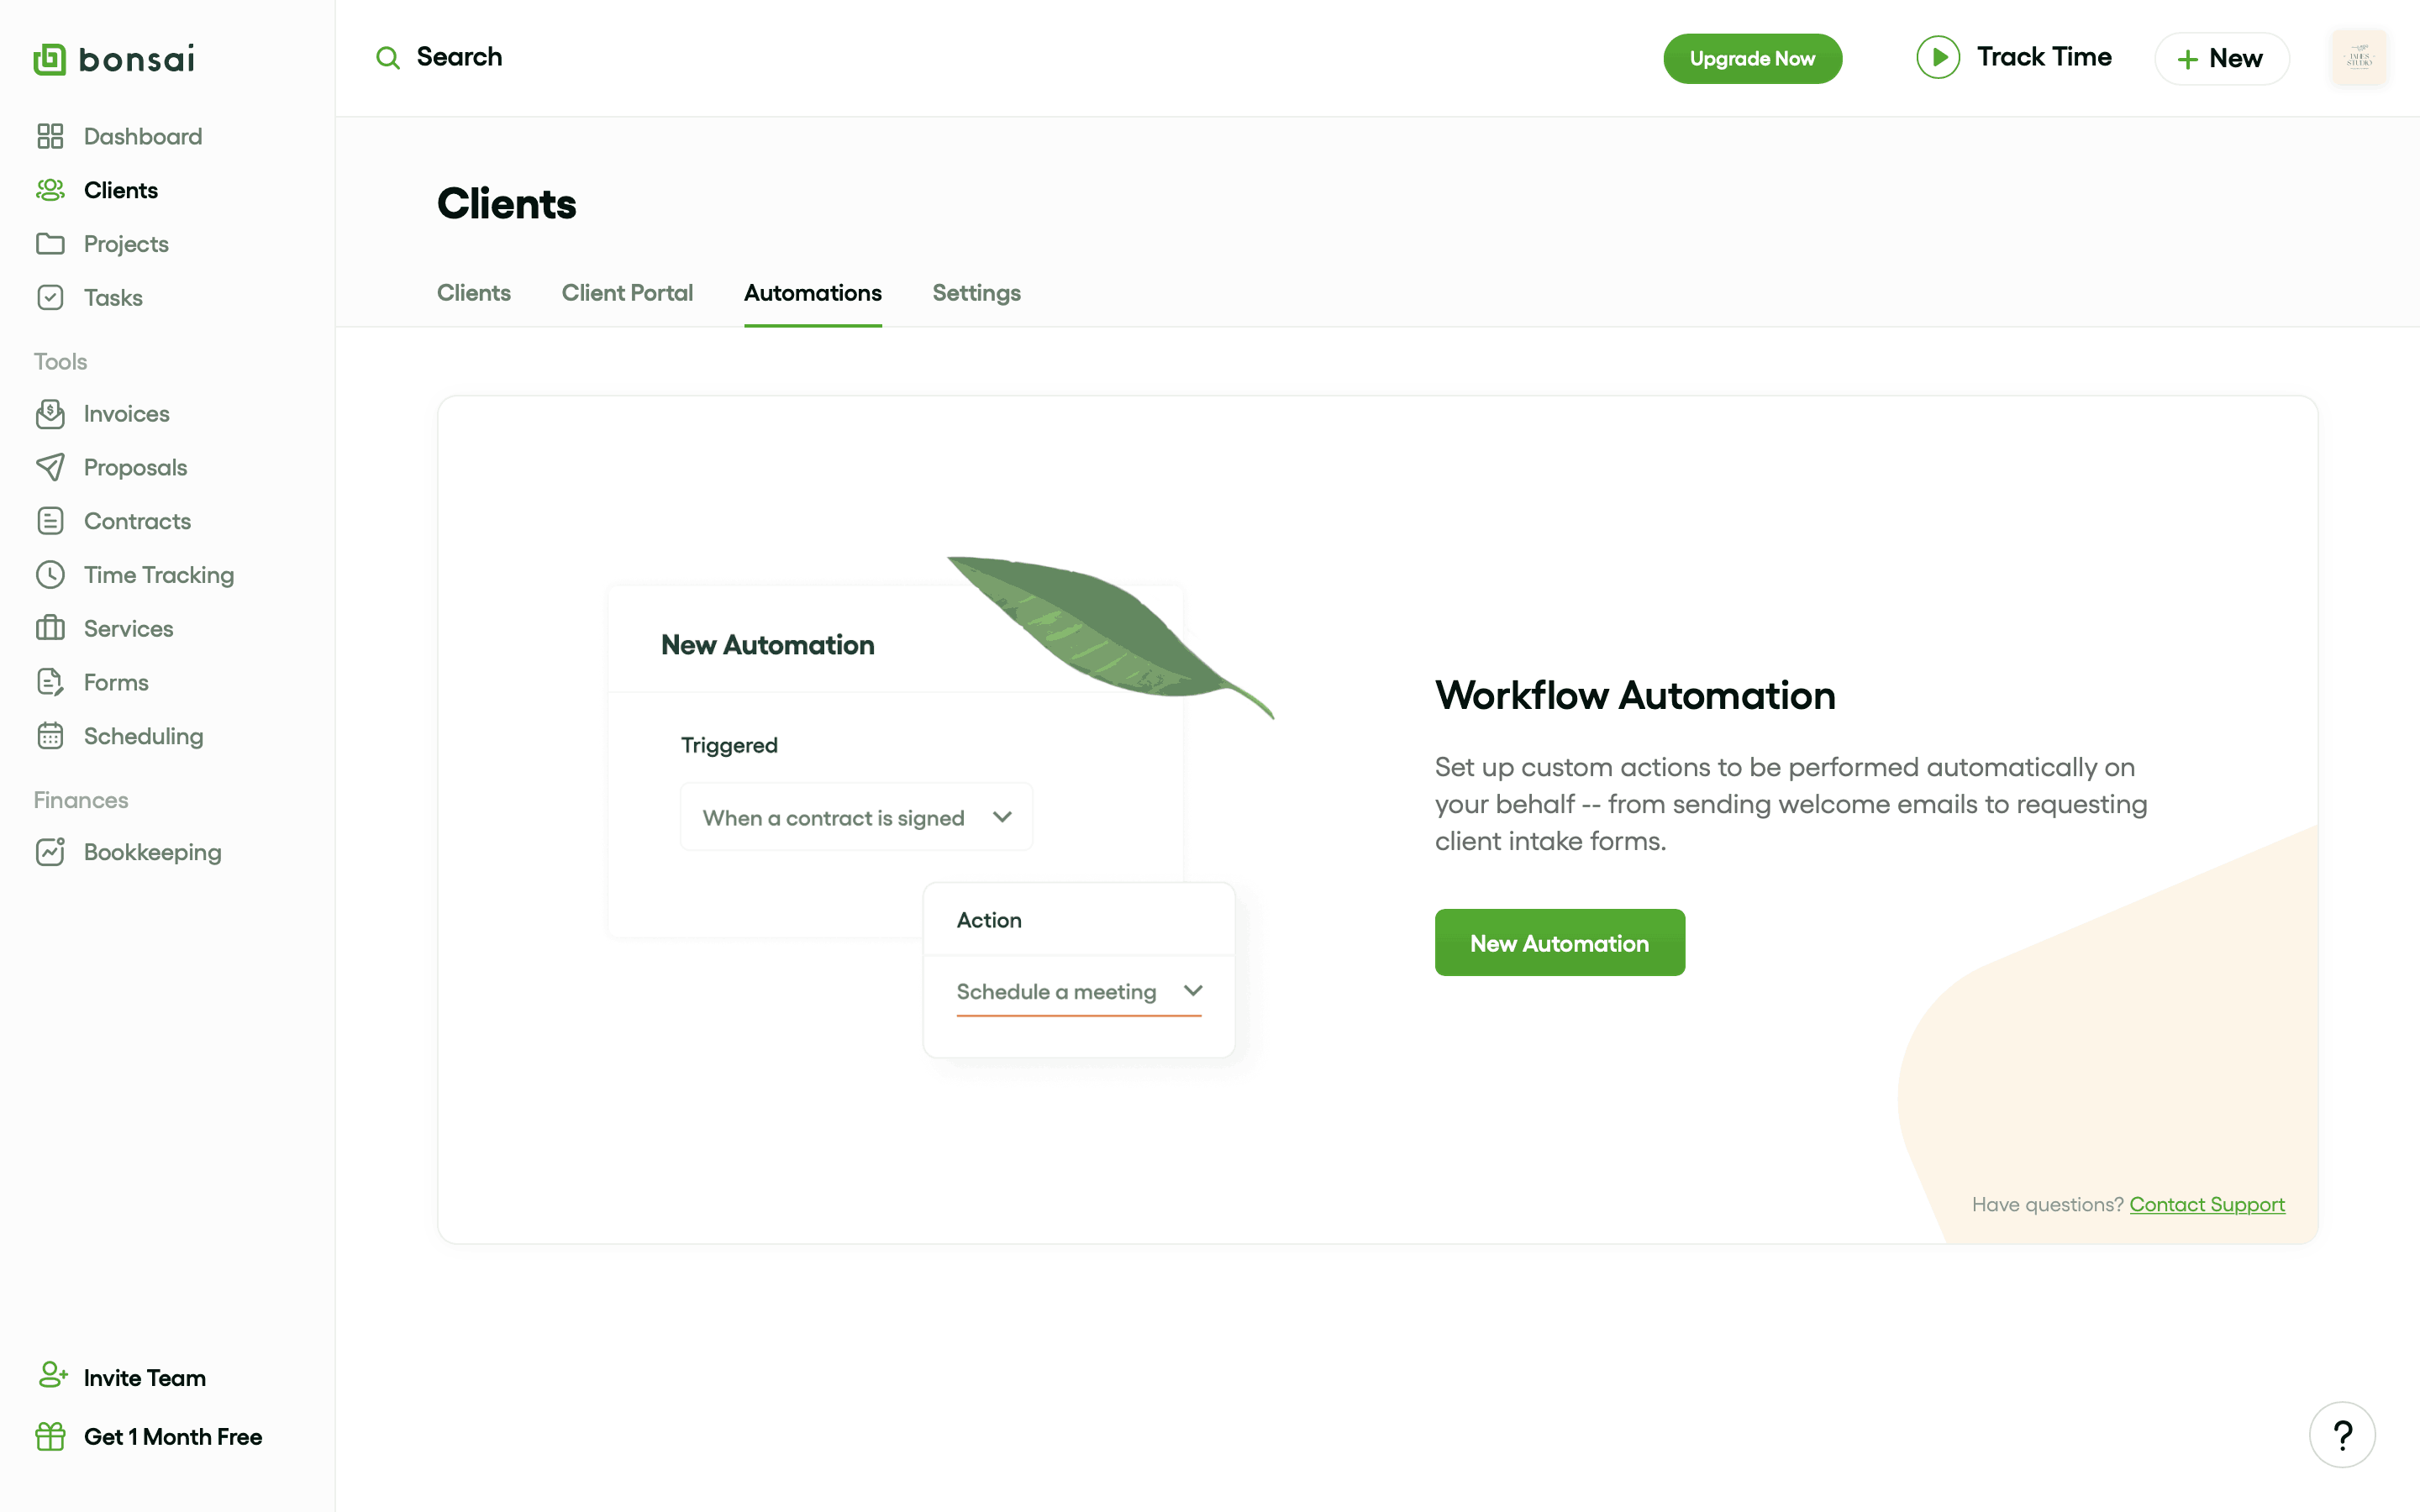 bonsai
Search
Upgrade Now
Track Time
New
JAMES
STUDIO
Dashboard
Clients
Projects
Tasks
Tools
Invoices
Proposals
Contracts
Time Tracking
Services
Forms
Scheduling
Finances
Bookkeeping
Invite Team
Get 1 Month Free
Clients
Clients Client Portal Automations Settings
New Automation
Triggered
When a contract is signed
Action
Schedule a meeting
Workflow Automation
Set up custom actions to be performed automatically on
your behalf -- from sending welcome emails to requesting
client intake forms.
New Automation
Have questions? Contact Support
?